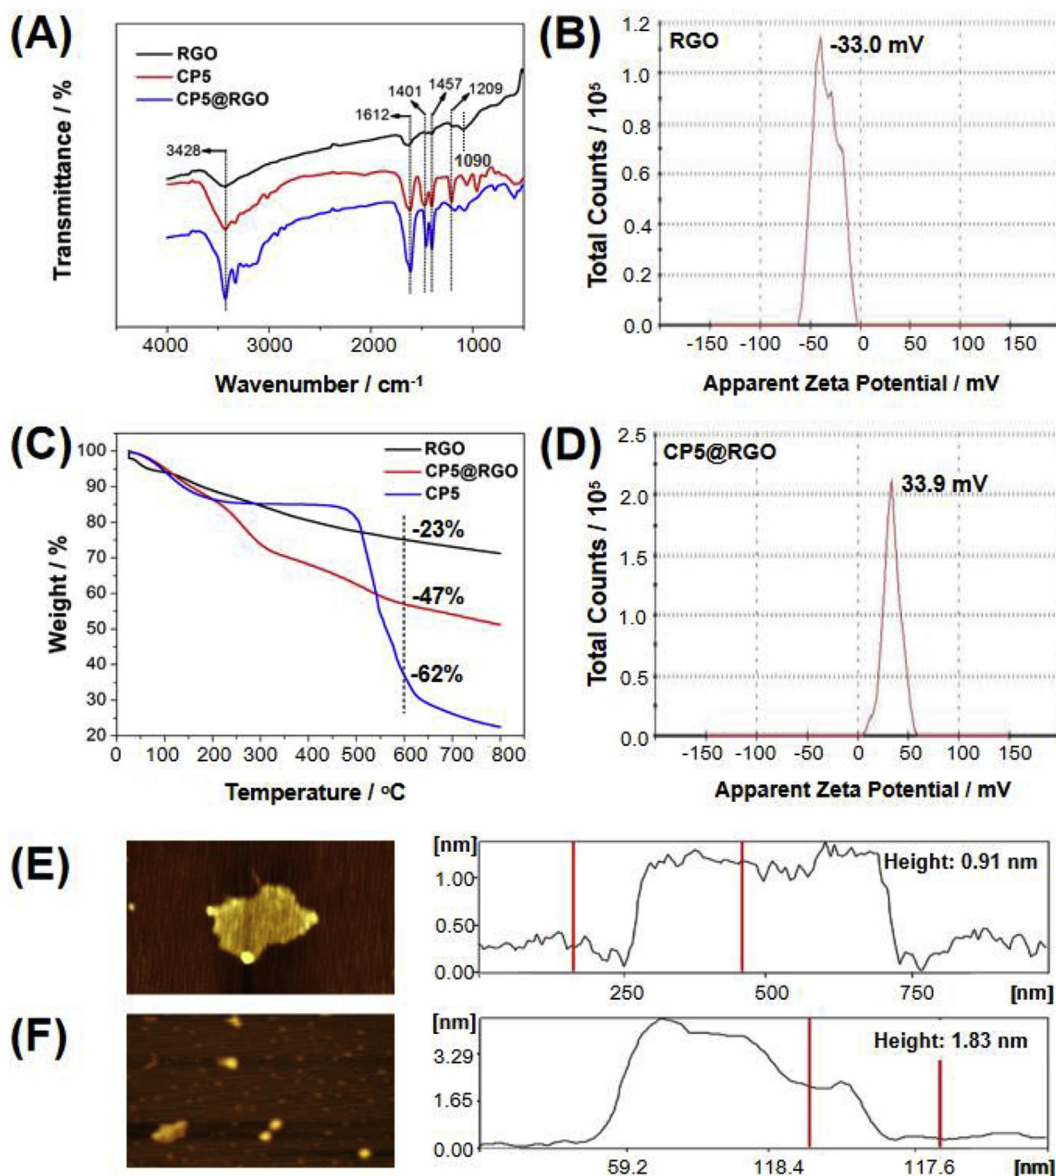 (A)
RGO
CP5
CP5@RGO
3428
1612
1401
1457
1209
1090
Transmittance / %
4000 3000 2000 1000
Wavenumber / cm⁻¹
(B)
RGO
-33.0 mV
Total Counts / 10⁵
1.2
1.0
0.8
0.6
0.4
0.2
0.0
-150 -100 -50 0 50 100 150
Apparent Zeta Potential / mV
(C)
RGO
CP5@RGO
CP5
-23%
-47%
-62%
Weight / %
100
90
80
70
60
50
40
30
20
0 100 200 300 400 500 600 700 800
Temperature / ºC
(D)
CP5@RGO
33.9 mV
Total Counts / 10⁵
2.5
2.0
1.5
1.0
0.5
0.0
-150 -100 -50 0 50 100 150
Apparent Zeta Potential / mV
(E)
[nm]
1.00
0.50
0.00
Height: 0.91 nm
250 500 750 [nm]
(F)
[nm]
3.29
1.65
0.00
Height: 1.83 nm
59.2 118.4 117.6 [nm]